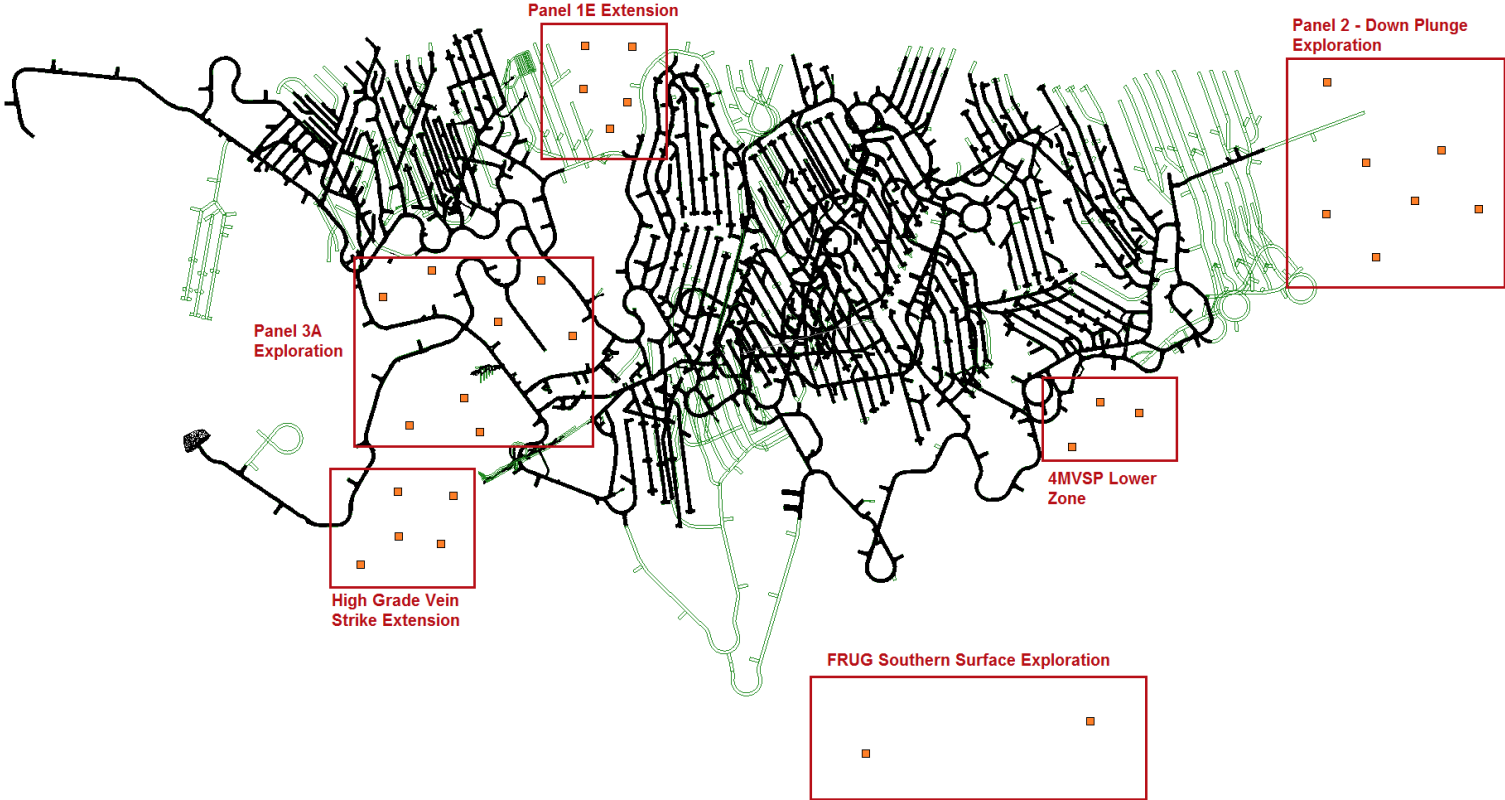 Panel 1E Extension
Panel 2 - Down Plunge
Exploration
Panel 3A
Exploration
4MVSP Lower
Zone
High Grade Vein
Strike Extension
FRUG Southern Surface Exploration